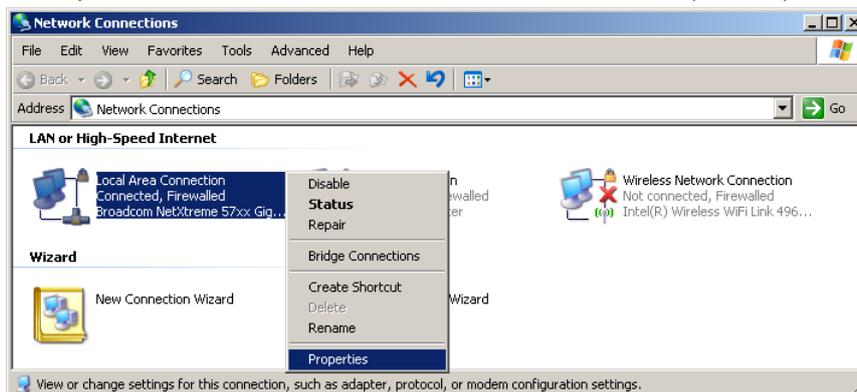 Network Connections
File Edit View Favorites Tools Advanced Help
Back Search Folders
Address Network Connections Go
LAN or High-Speed Internet
Local Area Connection
Connected, Firewalled
Broadcom NetXtreme 57xx Gig...
Disable
Status
Repair
Bridge Connections
Create Shortcut
Delete
Rename
Properties
Wireless Network Connection
Not connected, Firewalled
Intel(R) Wireless WiFi Link 496...
Wizard
New Connection Wizard
Wizard
View or change settings for this connection, such as adapter, protocol, or modem configuration settings.